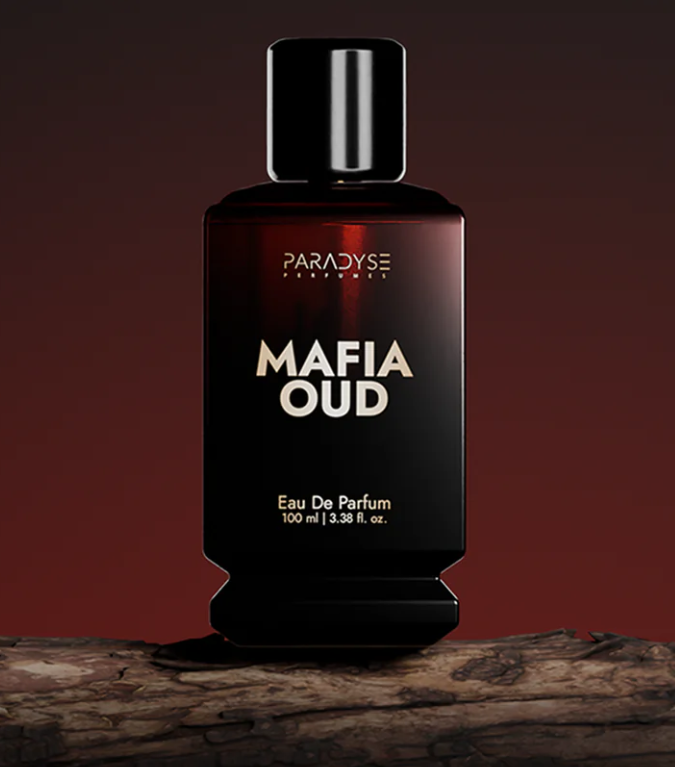 PARADYSE
PERFUMES
MAFIA
OUD
Eau De Parfum
100 ml | 3.38 fl. oz.